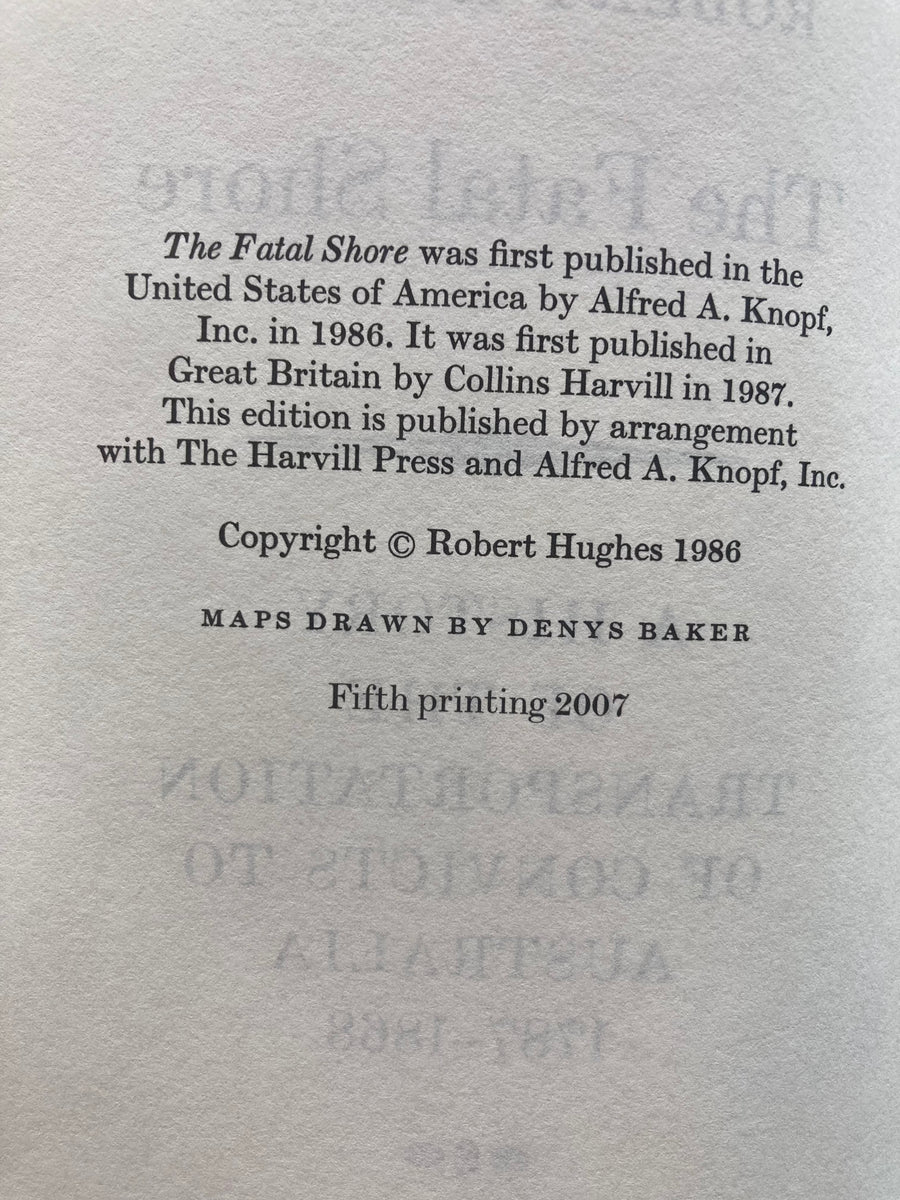 The Fatal Shore was first published in the
United States of America by Alfred A. Knopf,
Inc. in 1986. It was first published in
Great Britain by Collins Harvill in 1987.
This edition is published by arrangement
with The Harvill Press and Alfred A. Knopf, Inc.
Copyright © Robert Hughes 1986
MAPS DRAWN BY DENYS BAKER
Fifth printing 2007